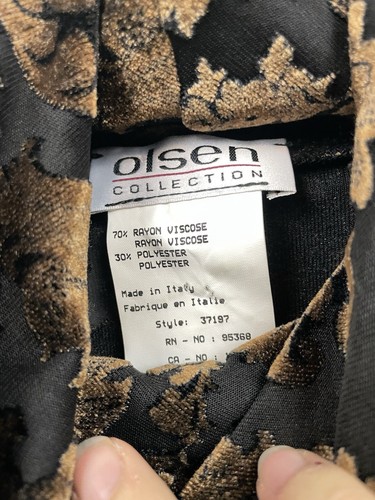 olsen
COLLECTION
70% RAYON VISCOSE
RAYON VISCOSE
30% POLYESTER
POLYESTER
Made in Italy
Fabrique en Italie
Style: 37197
RN - NO : 95368
CA - NO :